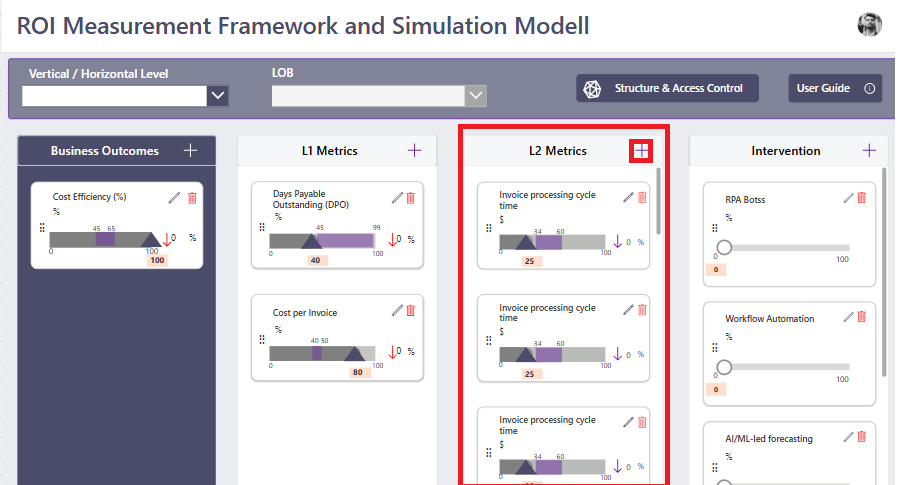 ROI Measurement Framework and Simulation Modell
Vertical / Horizontal Level
LOB
Structure & Access Control
User Guide
Business Outcomes
Cost Efficiency (%)
%
45 65
0 100
100
0 %
L1 Metrics
Days Payable
Outstanding (DPO)
%
45 99
0 100
40
0 %
Cost per Invoice
%
40 50
0 100
80
0 %
L2 Metrics
Invoice processing cycle
time
$
34 60
0 100
25
0 %
Invoice processing cycle
time
$
34 60
0 100
25
0 %
Invoice processing cycle
time
$
34 60
0 100
0 %
Intervention
RPA Botss
%
0 100
0
Workflow Automation
%
0 100
0
AI/ML-led forecasting
%